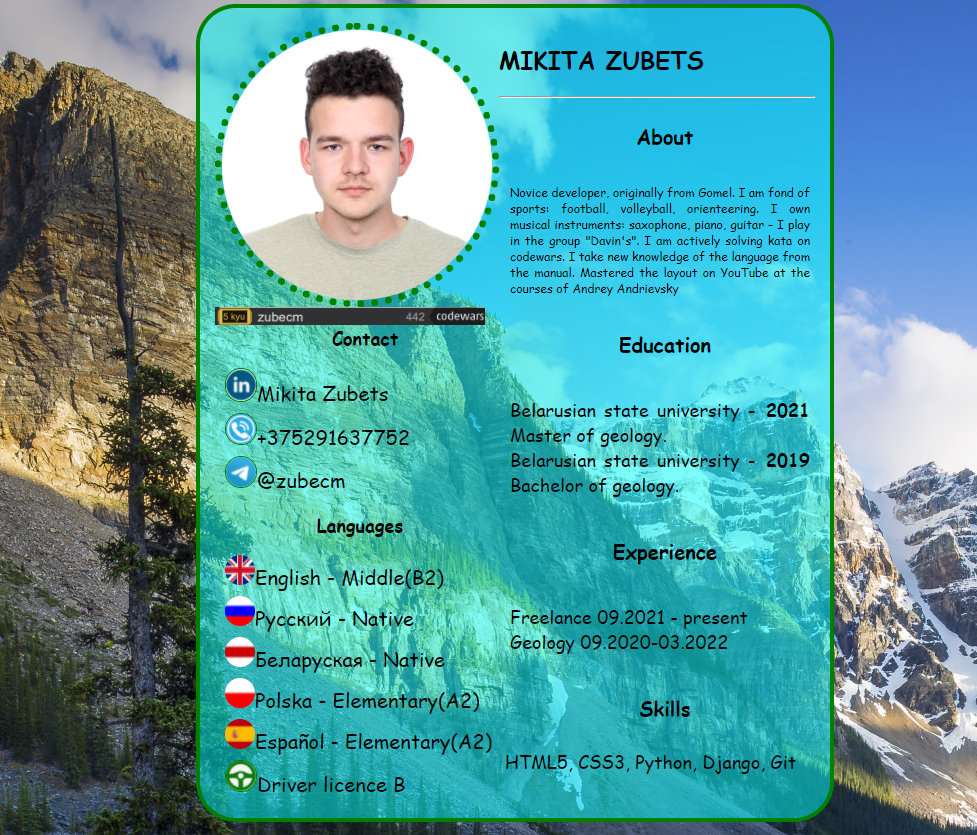 MIKITA ZUBETS
About
Novice developer, originally from Gomel. I am fond of
sports: football, volleyball, orienteering. I own
musical instruments: saxophone, piano, guitar - I play
in the group "Davin's". I am actively solving kata on
codewars. I take new knowledge of the language from
the manual. Mastered the layout on YouTube at the
courses of Andrey Andrievsky
5 kyu zubecm 442 codewars
Contact
in Mikita Zubets
+375291637752
@zubecm
Languages
English - Middle(B2)
Русский - Native
Беларуская - Native
Polska - Elementary(A2)
Español - Elementary(A2)
Driver licence B
Education
Belarusian state university - 2021
Master of geology.
Belarusian state university - 2019
Bachelor of geology.
Experience
Freelance 09.2021 - present
Geology 09.2020-03.2022
Skills
HTML5, CSS3, Python, Django, Git